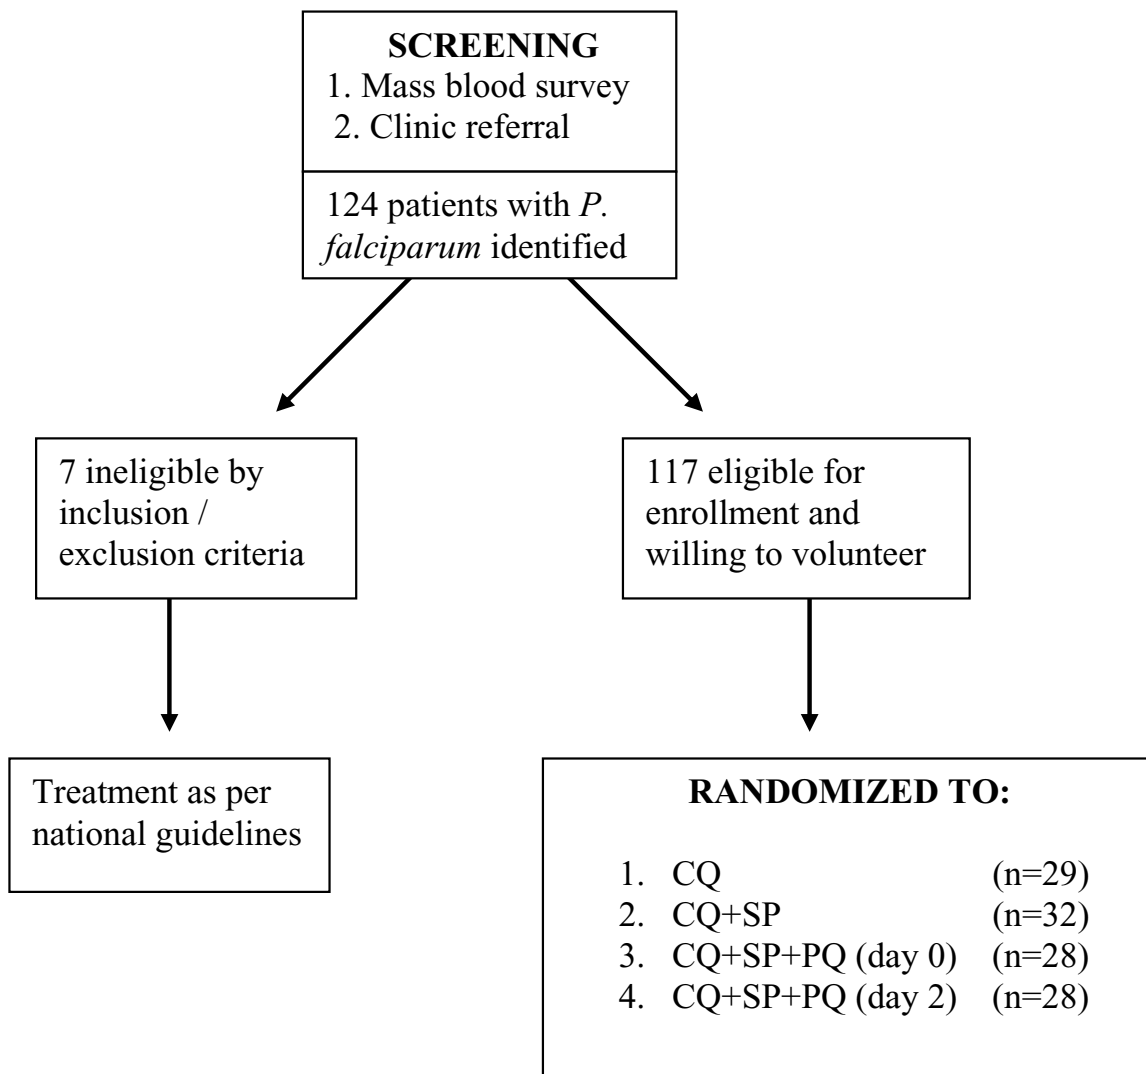 SCREENING
1. Mass blood survey
2. Clinic referral
124 patients with P.
falciparum identified
7 ineligible by
inclusion /
exclusion criteria
117 eligible for
enrollment and
willing to volunteer
Treatment as per
national guidelines
RANDOMIZED TO:
1. CQ (n=29)
2. CQ+SP (n=32)
3. CQ+SP+PQ (day 0) (n=28)
4. CQ+SP+PQ (day 2) (n=28)